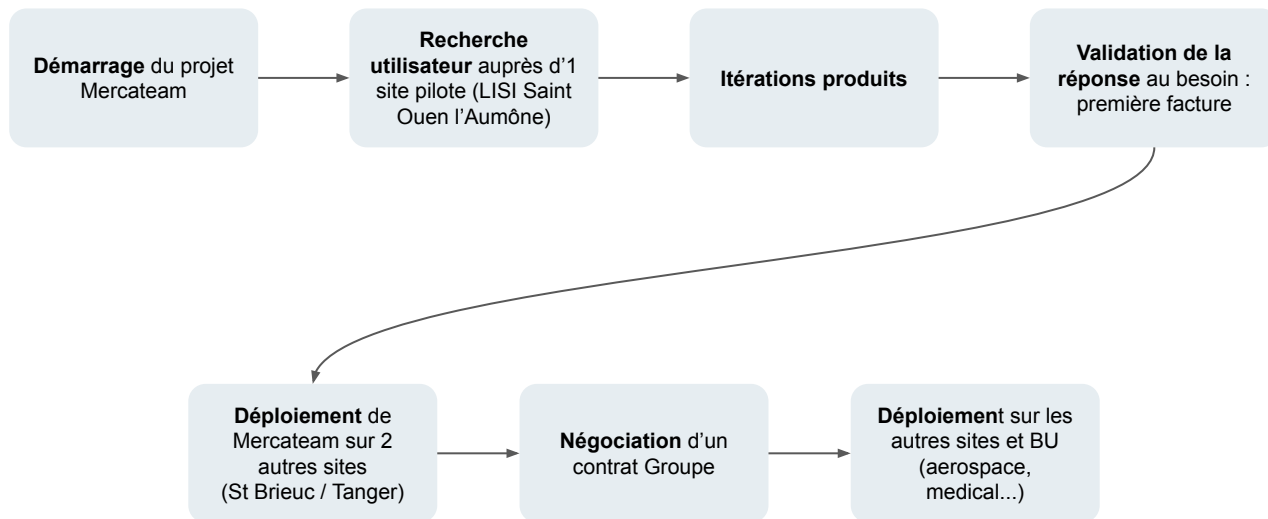 Démarrage du projet
Mercateam
Recherche
utilisateur auprès d’1
site pilote (LISI Saint
Ouen l’Aumône)
Itérations produits
Validation de la
réponse au besoin :
première facture
Déploiement de
Mercateam sur 2
autres sites
(St Brieuc / Tanger)
Négociation d’un
contrat Groupe
Déploiement sur les
autres sites et BU
(aerospace,
medical...)